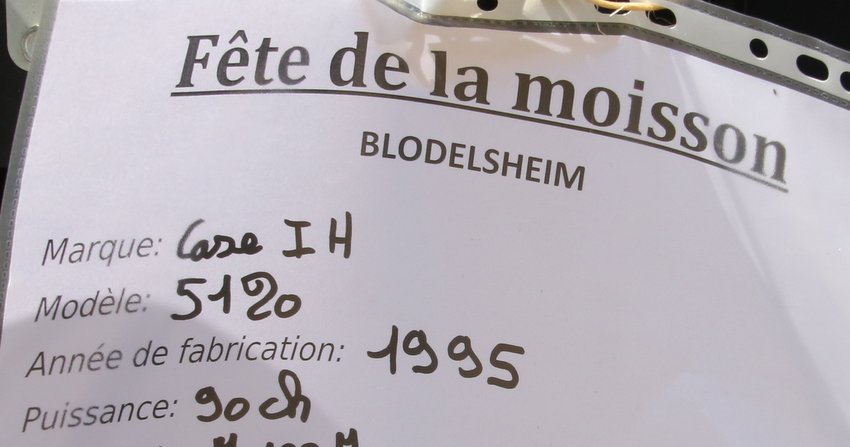 Fête de la moisson
BLODELSHEIM
Marque: Case IH
Modèle: 5120
Année de fabrication: 1995
Puissance: 90 ch